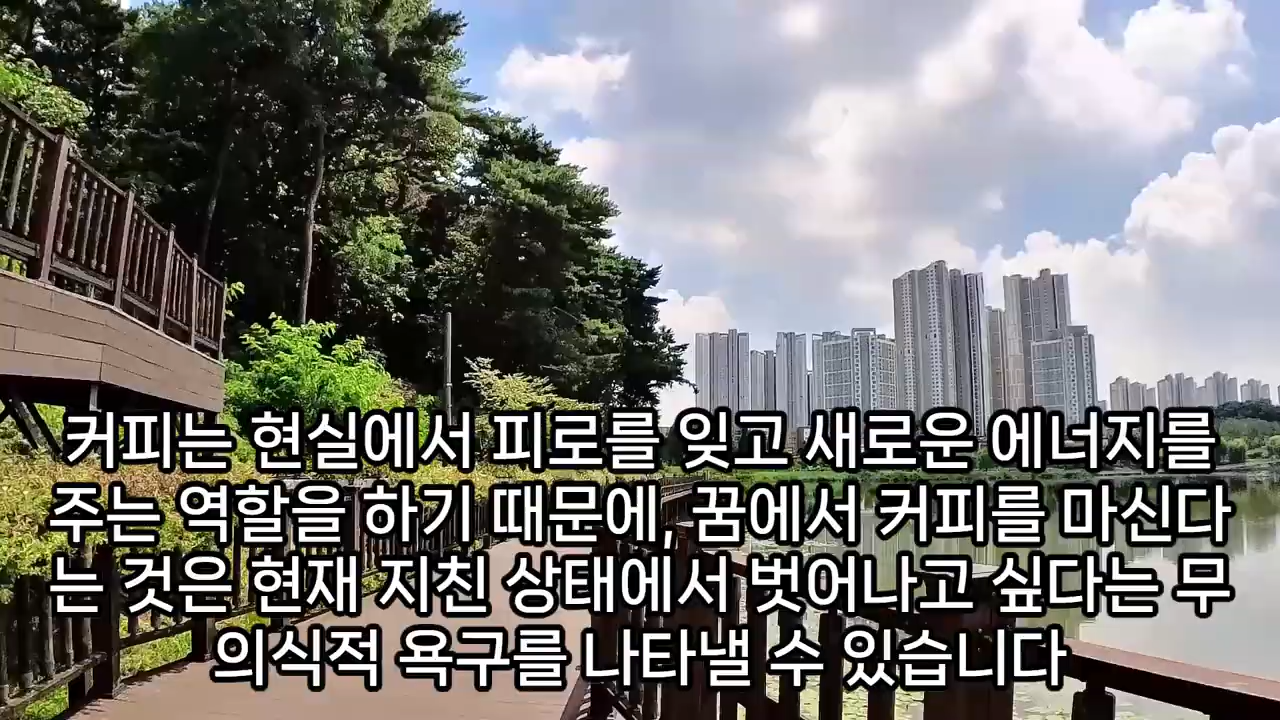 커피는 현실에서 피로를 잊고 새로운 에너지를
주는 역할을 하기 때문에, 꿈에서 커피를 마신다
는 것은 현재 지친 상태에서 벗어나고 싶다는 무
의식적 욕구를 나타낼 수 있습니다